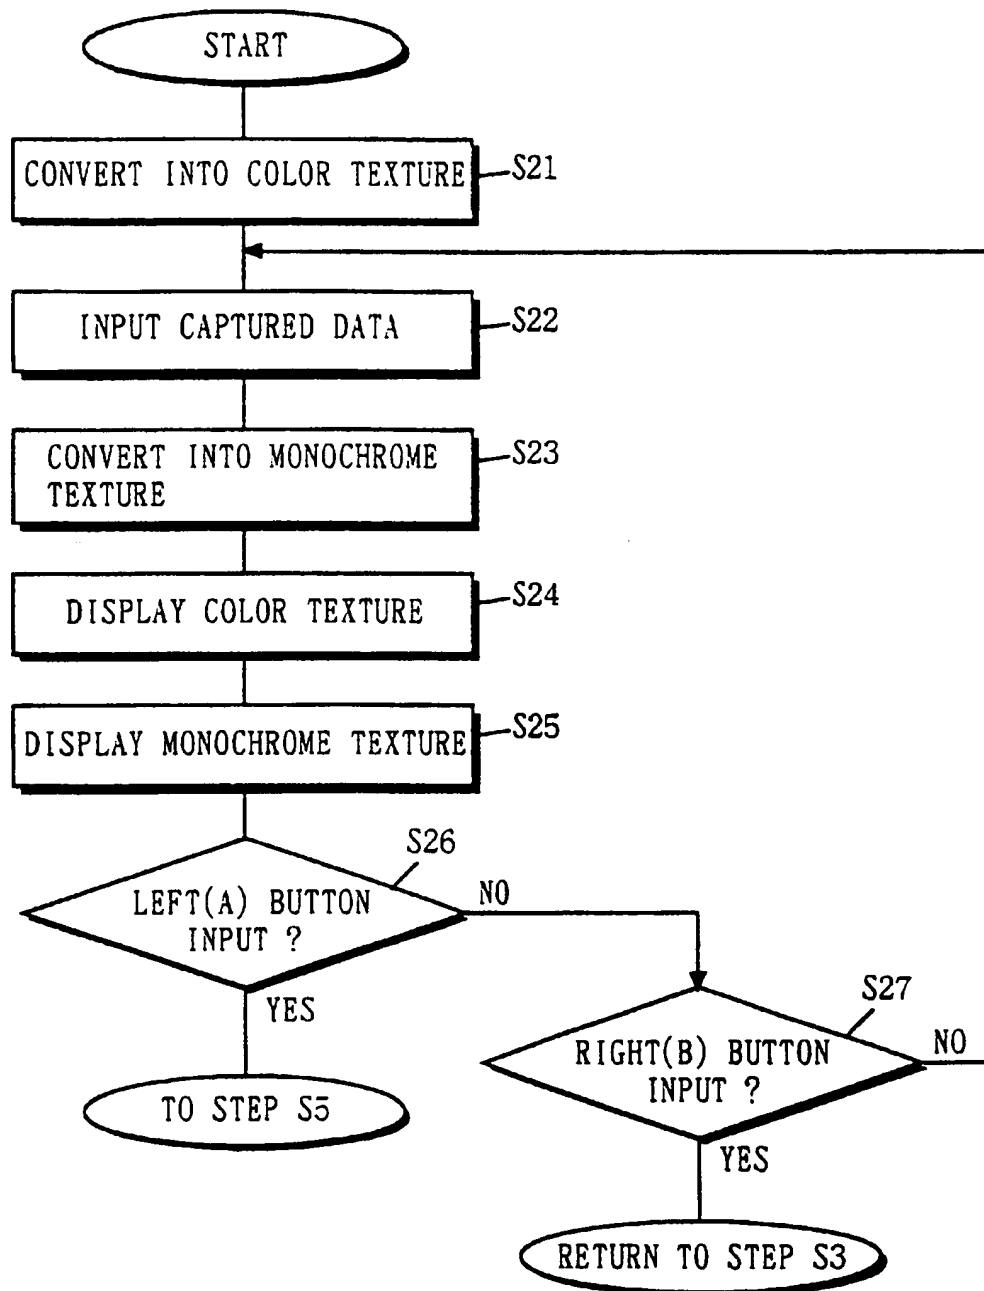 START
CONVERT INTO COLOR TEXTURE
S21
INPUT CAPTURED DATA
S22
CONVERT INTO MONOCHROME
TEXTURE
S23
DISPLAY COLOR TEXTURE
S24
DISPLAY MONOCHROME TEXTURE
S25
S26
LEFT(A) BUTTON
INPUT ?
NO
YES
TO STEP S5
S27
RIGHT(B) BUTTON
INPUT ?
NO
YES
RETURN TO STEP S3